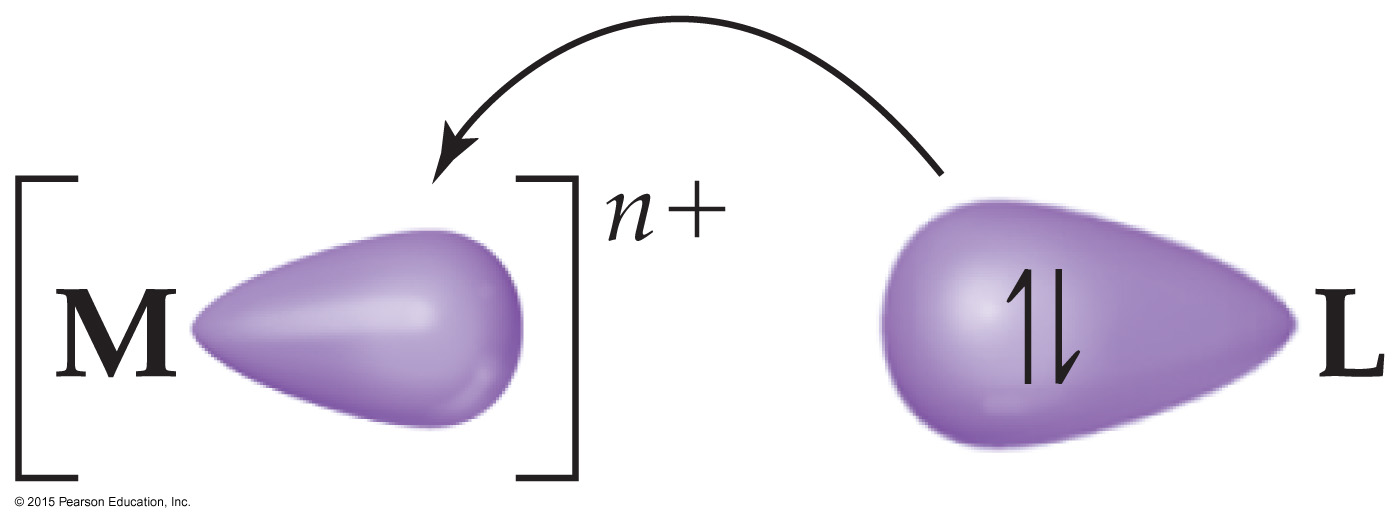 [M]n+ ⥮ L
© 2015 Pearson Education, Inc.